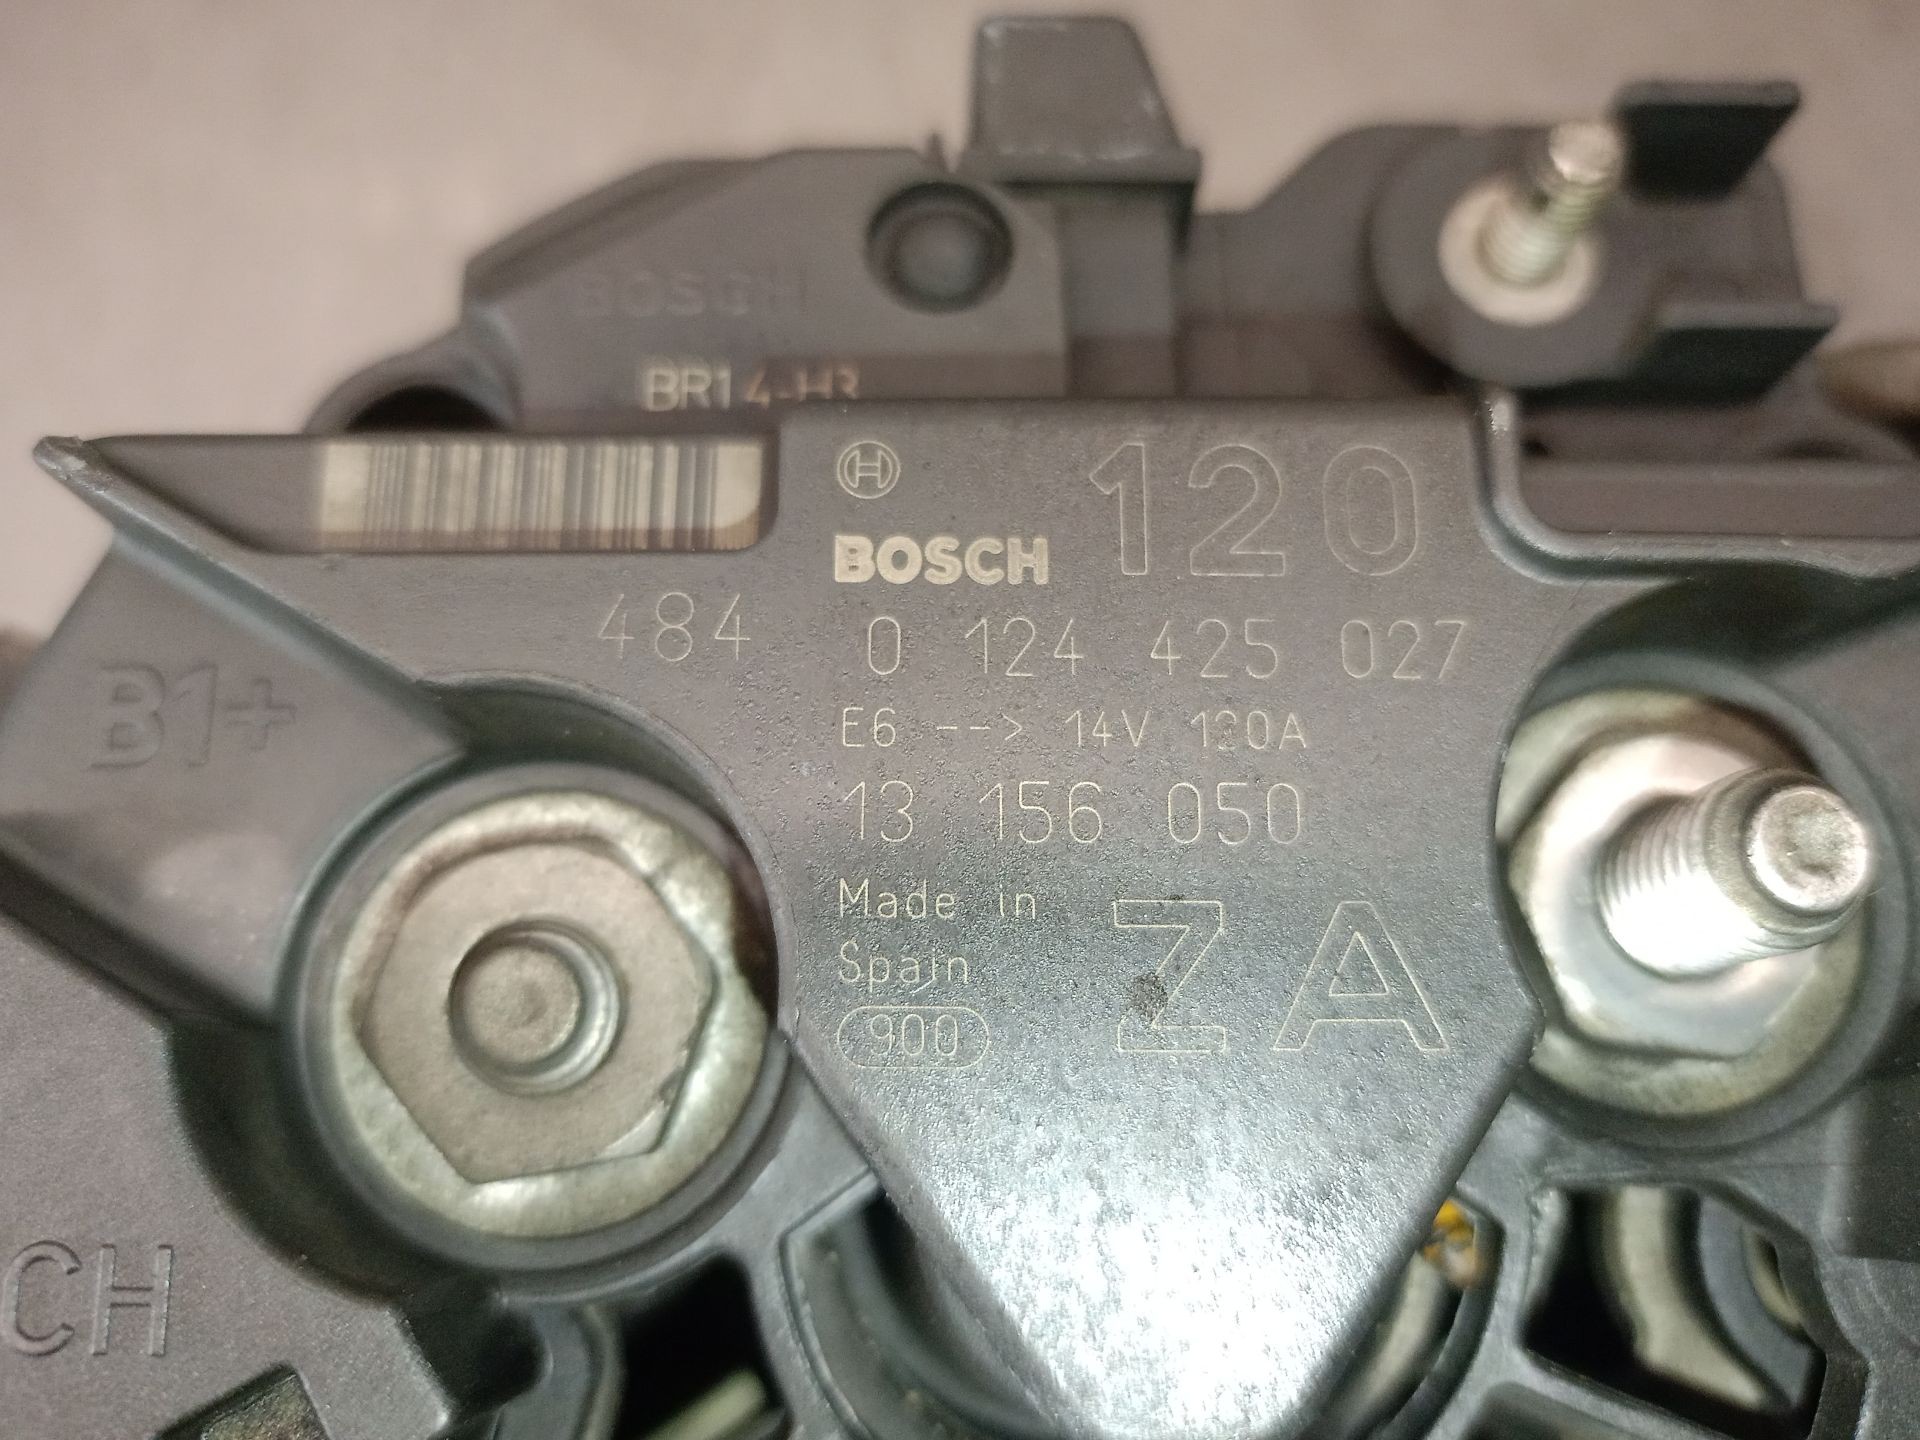 BOSCH
BR14-H3
BOSCH 120
484 0 124 425 027
E6 --> 14V 120A
13 156 050
B1+
Made in
Spain
ZA
900
CH